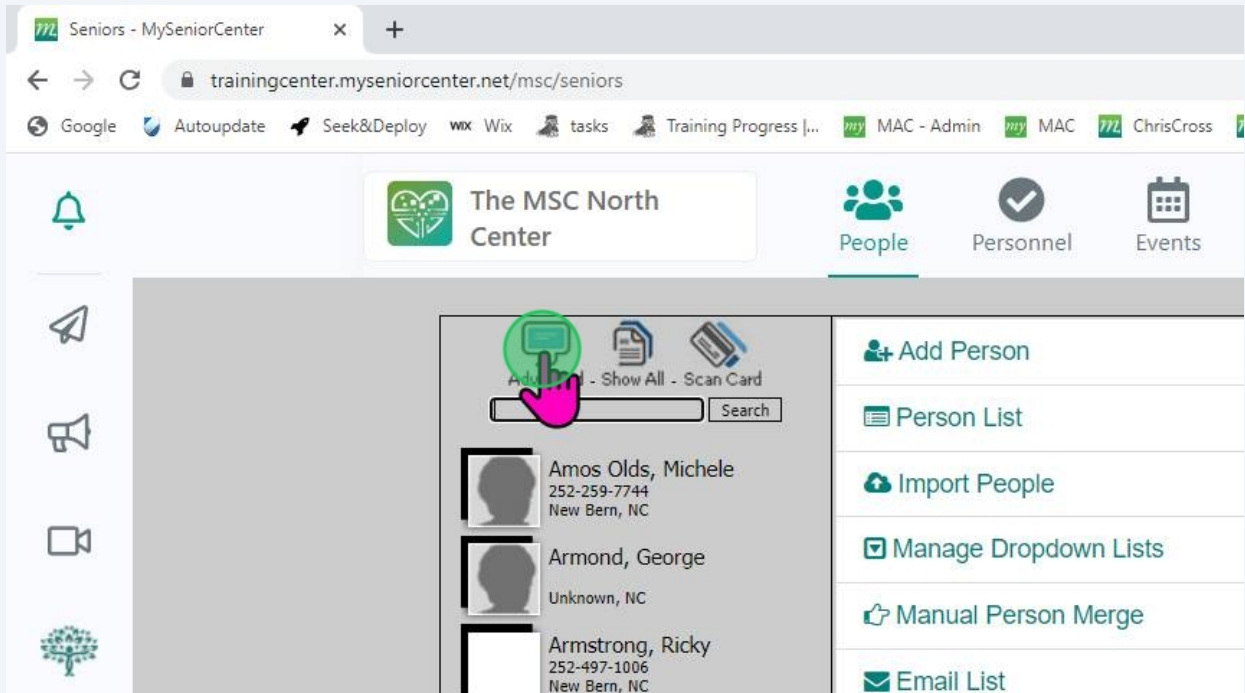 Seniors - MySeniorCenter
trainingcenter.myseniorcenter.net/msc/seniors
Google Autoupdate Seek&Deploy WIX Wix tasks Training Progress |... my MAC - Admin my MAC ChrisCross
The MSC North
Center
People Personnel Events
- Show All - Scan Card
Search
Amos Olds, Michele
252-259-7744
New Bern, NC
Armond, George
Unknown, NC
Armstrong, Ricky
252-497-1006
New Bern, NC
Add Person
Person List
Import People
Manage Dropdown Lists
Manual Person Merge
Email List